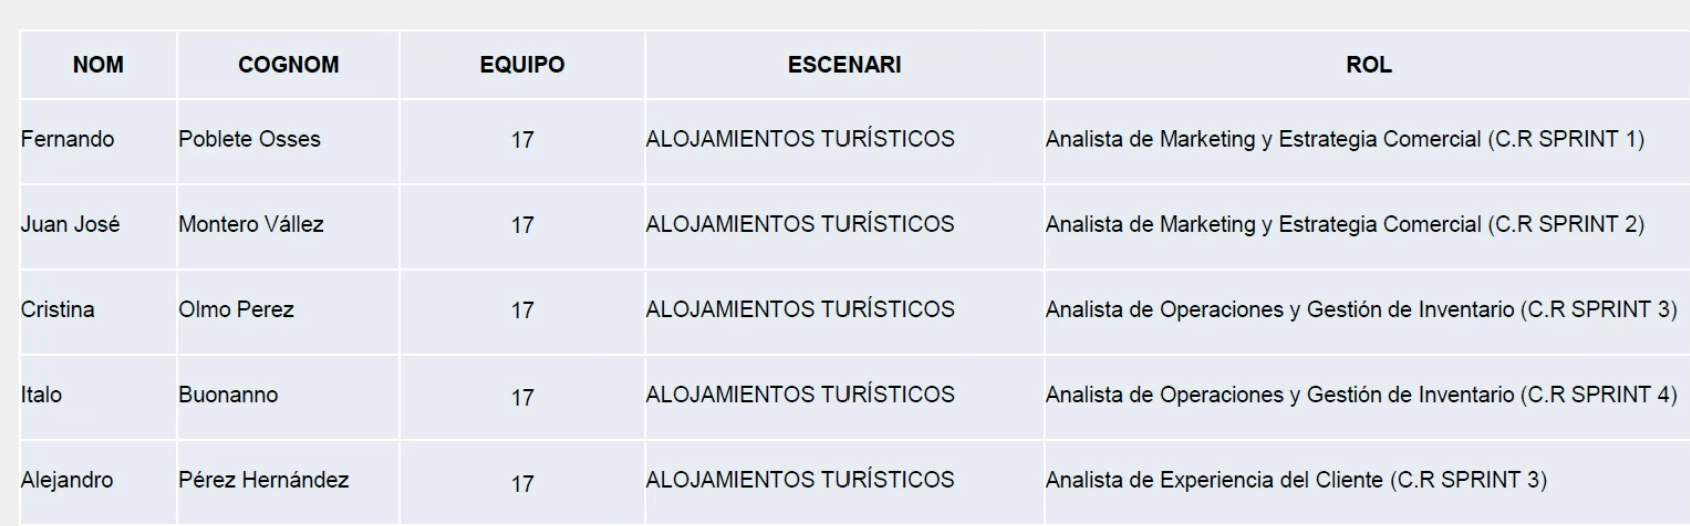 NOM COGNOM EQUIPO ESCENARI ROL
Fernando Poblete Osses 17 ALOJAMIENTOS TURÍSTICOS Analista de Marketing y Estrategia Comercial (C.R SPRINT 1)
Juan José Montero Vállez 17 ALOJAMIENTOS TURÍSTICOS Analista de Marketing y Estrategia Comercial (C.R SPRINT 2)
Cristina Olmo Perez 17 ALOJAMIENTOS TURÍSTICOS Analista de Operaciones y Gestión de Inventario (C.R SPRINT 3)
Italo Buonanno 17 ALOJAMIENTOS TURÍSTICOS Analista de Operaciones y Gestión de Inventario (C.R SPRINT 4)
Alejandro Pérez Hernández 17 ALOJAMIENTOS TURÍSTICOS Analista de Experiencia del Cliente (C.R SPRINT 3)